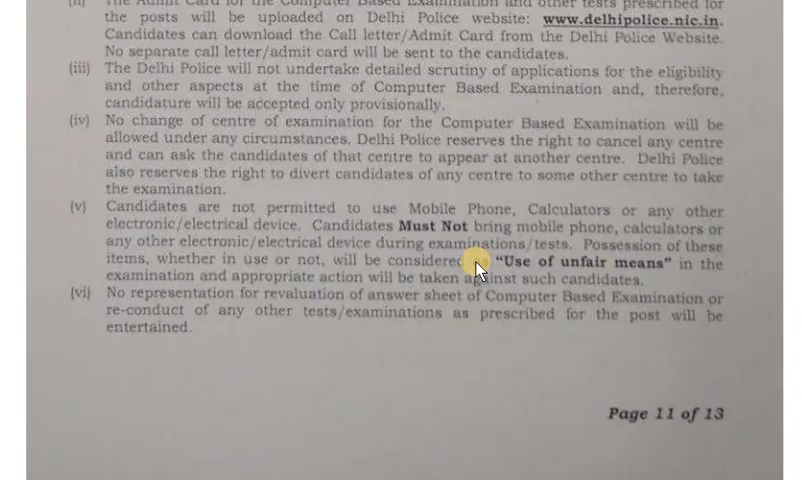 (ii) The Admit Card for the Computer Based Examination and other tests prescribed for
the posts will be uploaded on Delhi Police website: www.delhipolice.nic.in.
Candidates can download the Call letter/Admit Card from the Delhi Police Website.
No separate call letter/admit card will be sent to the candidates.
(iii) The Delhi Police will not undertake detailed scrutiny of applications for the eligibility
and other aspects at the time of Computer Based Examination and, therefore,
candidature will be accepted only provisionally.
(iv) No change of centre of examination for the Computer Based Examination will be
allowed under any circumstances. Delhi Police reserves the right to cancel any centre
and can ask the candidates of that centre to appear at another centre. Delhi Police
also reserves the right to divert candidates of any centre to some other centre to take
the examination.
(v) Candidates are not permitted to use Mobile Phone, Calculators or any other
electronic/electrical device. Candidates Must Not bring mobile phone, calculators or
any other electronic/electrical device during examinations/tests. Possession of these
items, whether in use or not, will be considered "Use of unfair means" in the
examination and appropriate action will be taken against such candidates.
(vi) No representation for revaluation of answer sheet of Computer Based Examination or
re-conduct of any other tests/examinations as prescribed for the post will be
entertained.
Page 11 of 13